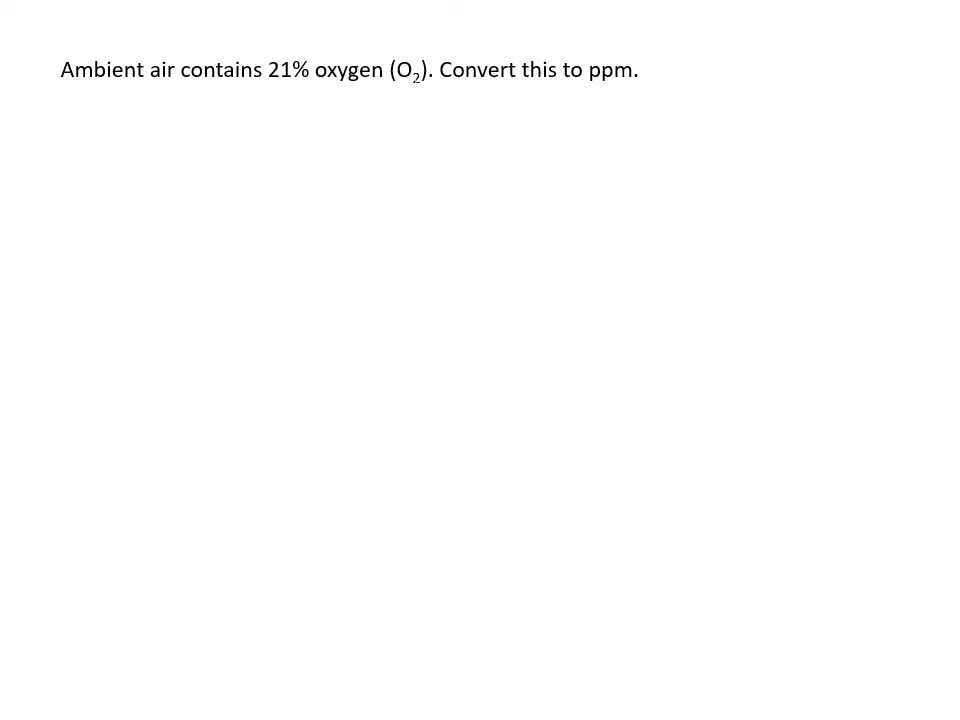 Ambient air contains 21% oxygen (O₂). Convert this to ppm.